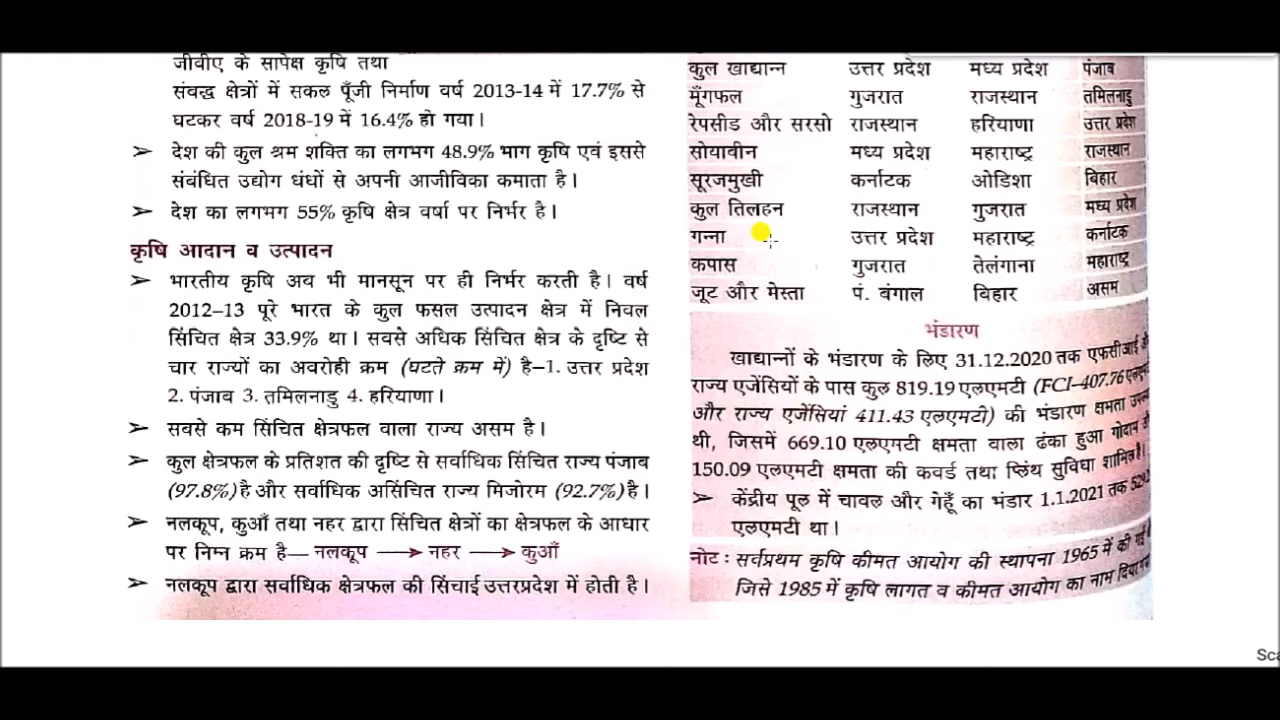 जीवीए के सापेक्ष कृषि तथा
संवद्ध क्षेत्रों में सकल पूँजी निर्माण वर्ष 2013-14 में 17.7% से
घटकर वर्ष 2018-19 में 16.4% हो गया।
➢ देश की कुल श्रम शक्ति का लगभग 48.9% भाग कृषि एवं इससे
संबंधित उद्योग धंधों से अपनी आजीविका कमाता है।
➢ देश का लगभग 55% कृषि क्षेत्र वर्षा पर निर्भर है।
कृषि आदान व उत्पादन
➢ भारतीय कृषि अब भी मानसून पर ही निर्भर करती है। वर्ष
2012–13 पूरे भारत के कुल फसल उत्पादन क्षेत्र में निवल
सिंचित क्षेत्र 33.9% था। सबसे अधिक सिंचित क्षेत्र के दृष्टि से
चार राज्यों का अवरोही क्रम (घटते क्रम में) है–1. उत्तर प्रदेश
2. पंजाब 3. तमिलनाडु 4. हरियाणा।
➢ सबसे कम सिंचित क्षेत्रफल वाला राज्य असम है।
➢ कुल क्षेत्रफल के प्रतिशत की दृष्टि से सर्वाधिक सिंचित राज्य पंजाब
(97.8%) है और सर्वाधिक असिंचित राज्य मिजोरम (92.7%) है।
➢ नलकूप, कुआँ तथा नहर द्वारा सिंचित क्षेत्रों का क्षेत्रफल के आधार
पर निम्न क्रम है— नलकूप → नहर → कुआँ
➢ नलकूप द्वारा सर्वाधिक क्षेत्रफल की सिंचाई उत्तरप्रदेश में होती है।
कुल खाद्यान्न उत्तर प्रदेश मध्य प्रदेश पंजाब
मूँगफल गुजरात राजस्थान तमिलनाडु
रेपसीड और सरसो राजस्थान हरियाणा उत्तर प्रदेश
सोयावीन मध्य प्रदेश महाराष्ट्र राजस्थान
सूरजमुखी कर्नाटक ओडिशा बिहार
कुल तिलहन राजस्थान गुजरात मध्य प्रदेश
गन्ना उत्तर प्रदेश महाराष्ट्र कर्नाटक
कपास गुजरात तेलंगाना महाराष्ट्र
जूट और मेस्ता पं. बंगाल बिहार असम
भंडारण
खाद्यान्नों के भंडारण के लिए 31.12.2020 तक एफसीआई
राज्य एजेंसियों के पास कुल 819.19 एलएमटी (FCI–407.76
और राज्य एजेंसियां 411.43 एलएमटी) की भंडारण क्षमता
थी, जिसमें 669.10 एलएमटी क्षमता वाला ढंका हुआ गोदाम
150.09 एलएमटी क्षमता की कवर्ड तथा प्लिंथ सुविधा शामिल है।
➢ केंद्रीय पूल में चावल और गेहूँ का भंडार 1.1.2021 तक
एलएमटी था।
नोट : सर्वप्रथम कृषि कीमत आयोग की स्थापना 1965 में की गई
जिसे 1985 में कृषि लागत व कीमत आयोग का नाम दिया